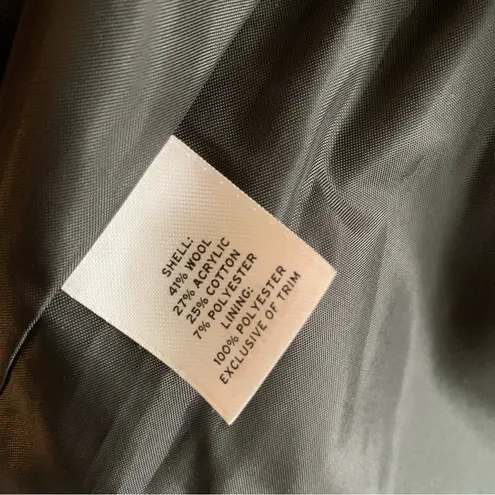 SHELL:
41% WOOL
27% ACRYLIC
25% COTTON
7% POLYESTER
LINING:
100% POLYESTER
EXCLUSIVE OF TRIM